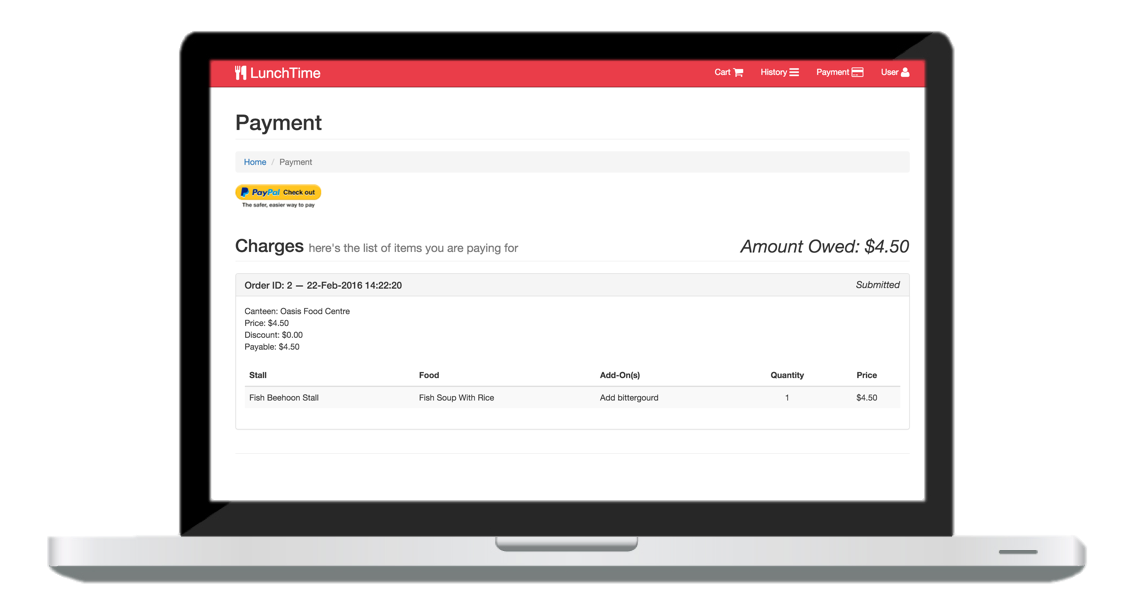 LunchTime Cart History Payment User
Payment
Home / Payment
PayPal Check out
The safer, easier way to pay
Charges here's the list of items you are paying for Amount Owed: $4.50
Order ID: 2 — 22-Feb-2016 14:22:20 Submitted
Canteen: Oasis Food Centre
Price: $4.50
Discount: $0.00
Payable: $4.50
Stall Food Add-On(s) Quantity Price
Fish Beehoon Stall Fish Soup With Rice Add bittergourd 1 $4.50